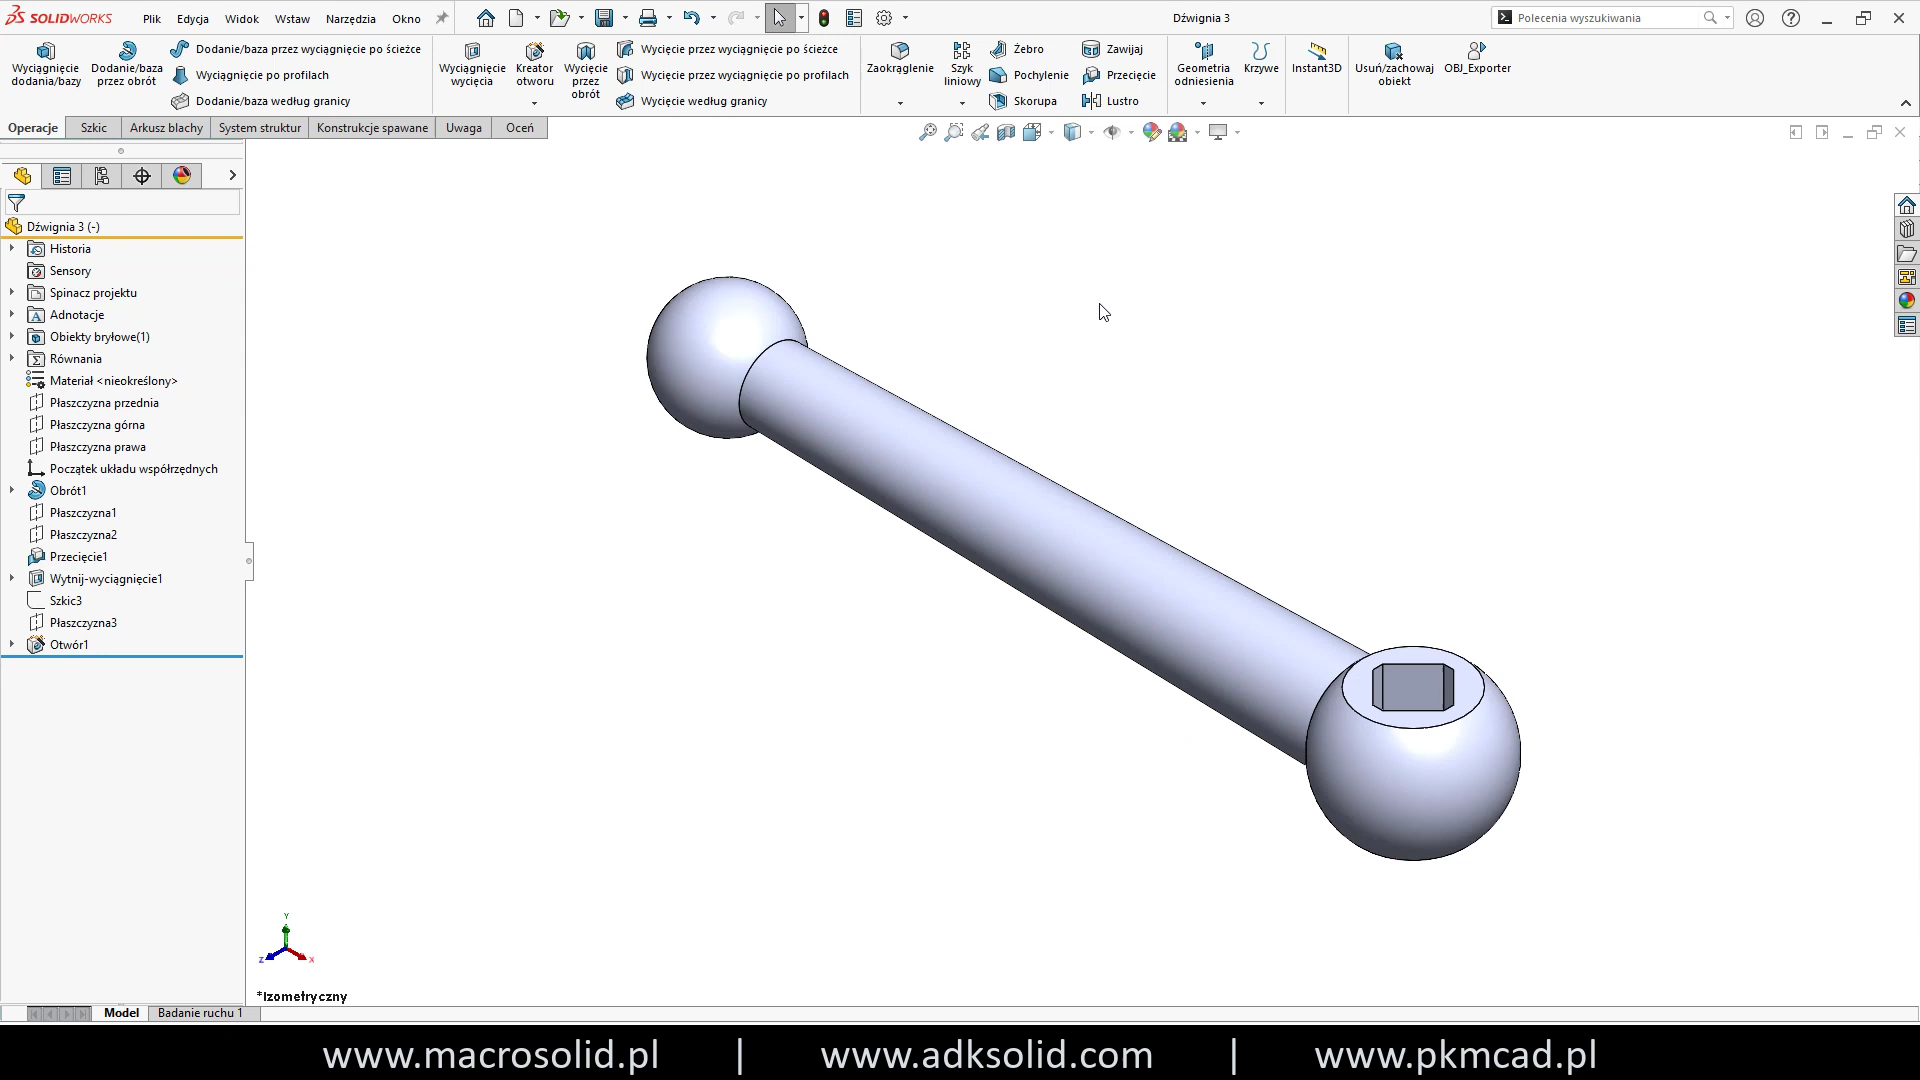 SOLIDWORKS
Plik
Edycja
Widok
Wstaw
Narzędzia
Okno
Dźwignia 3
Polecenia wyszukiwania
Wyciągnięcie
dodania/bazy
Dodanie/baza
przez obrót
Dodanie/baza przez wyciągnięcie po ścieżce
Wyciągnięcie po profilach
Dodanie/baza według granicy
Wyciągnięcie
wycięcia
Kreator
otworu
Wycięcie
przez
obrót
Wycięcie przez wyciągnięcie po ścieżce
Wycięcie przez wyciągnięcie po profilach
Wycięcie według granicy
Zaokrąglenie
Szyk
liniowy
Żebro
Pochylenie
Skorupa
Zawijaj
Przecięcie
Lustro
Geometria
odniesienia
Krzywe
Instant3D
Usuń/zachowaj
obiekt
OBJ_Exporter
Operacje
Szkic
Arkusz blachy
System struktur
Konstrukcje spawane
Uwaga
Oceń
Dźwignia 3 (-)
Historia
Sensory
Spinacz projektu
Adnotacje
Obiekty bryłowe(1)
Równania
Materiał <nieokreślony>
Płaszczyzna przednia
Płaszczyzna górna
Płaszczyzna prawa
Początek układu współrzędnych
Obrót1
Płaszczyzna1
Płaszczyzna2
Przecięcie1
Wytnij-wyciągnięcie1
Szkic3
Płaszczyzna3
Otwór1
Y
Z
X
*Izometryczny
Model
Badanie ruchu 1
www.macrosolid.pl | www.adksolid.com | www.pkmcad.pl